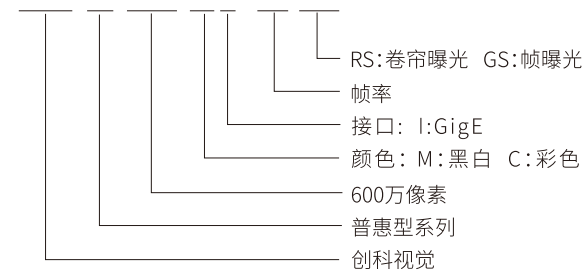 RS:卷帘曝光 GS:帧曝光
帧率
接口: I:GigE
颜色: M:黑白 C:彩色
600万像素
普惠型系列
创科视觉